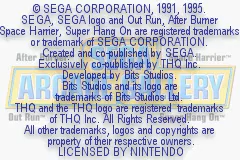 © SEGA CORPORATION, 1991, 1995.
SEGA, SEGA logo and Out Run, After Burner
Space Harrier, Super Hang On are registered trademarks
or trademark of SEGA CORPORATION.
Created and co-published by SEGA.
Exclusively co-published by THQ Inc.
Developed by Bits Studios.
Bits Studios and its logo are
trademarks of Bits Studios Ltd.
THQ and the THQ logo are registered trademarks
of THQ Inc. All Rights Reserved.
All other trademarks, logos and copyrights are
property of their respective owners.
LICENSED BY NINTENDO